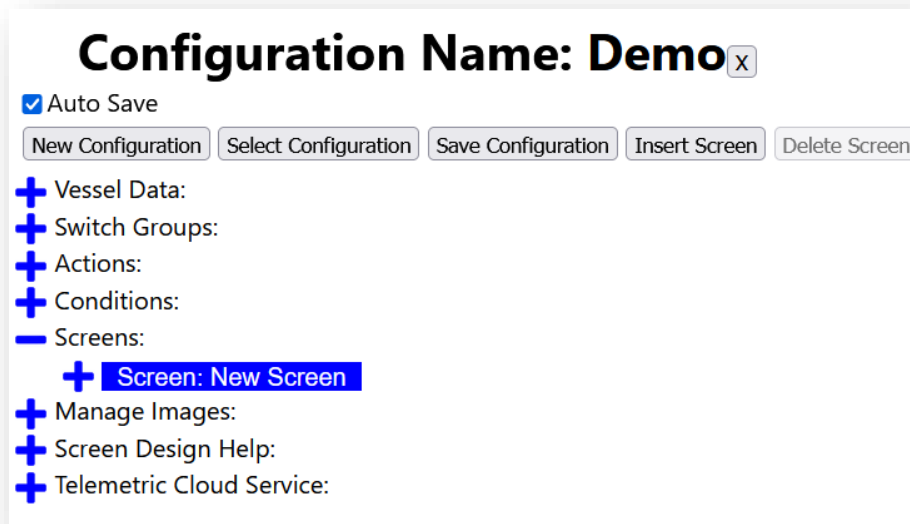 Configuration Name: Demo x
Auto Save
New Configuration Select Configuration Save Configuration Insert Screen Delete Screen
Vessel Data:
Switch Groups:
Actions:
Conditions:
Screens:
Screen: New Screen
Manage Images:
Screen Design Help:
Telemetric Cloud Service: